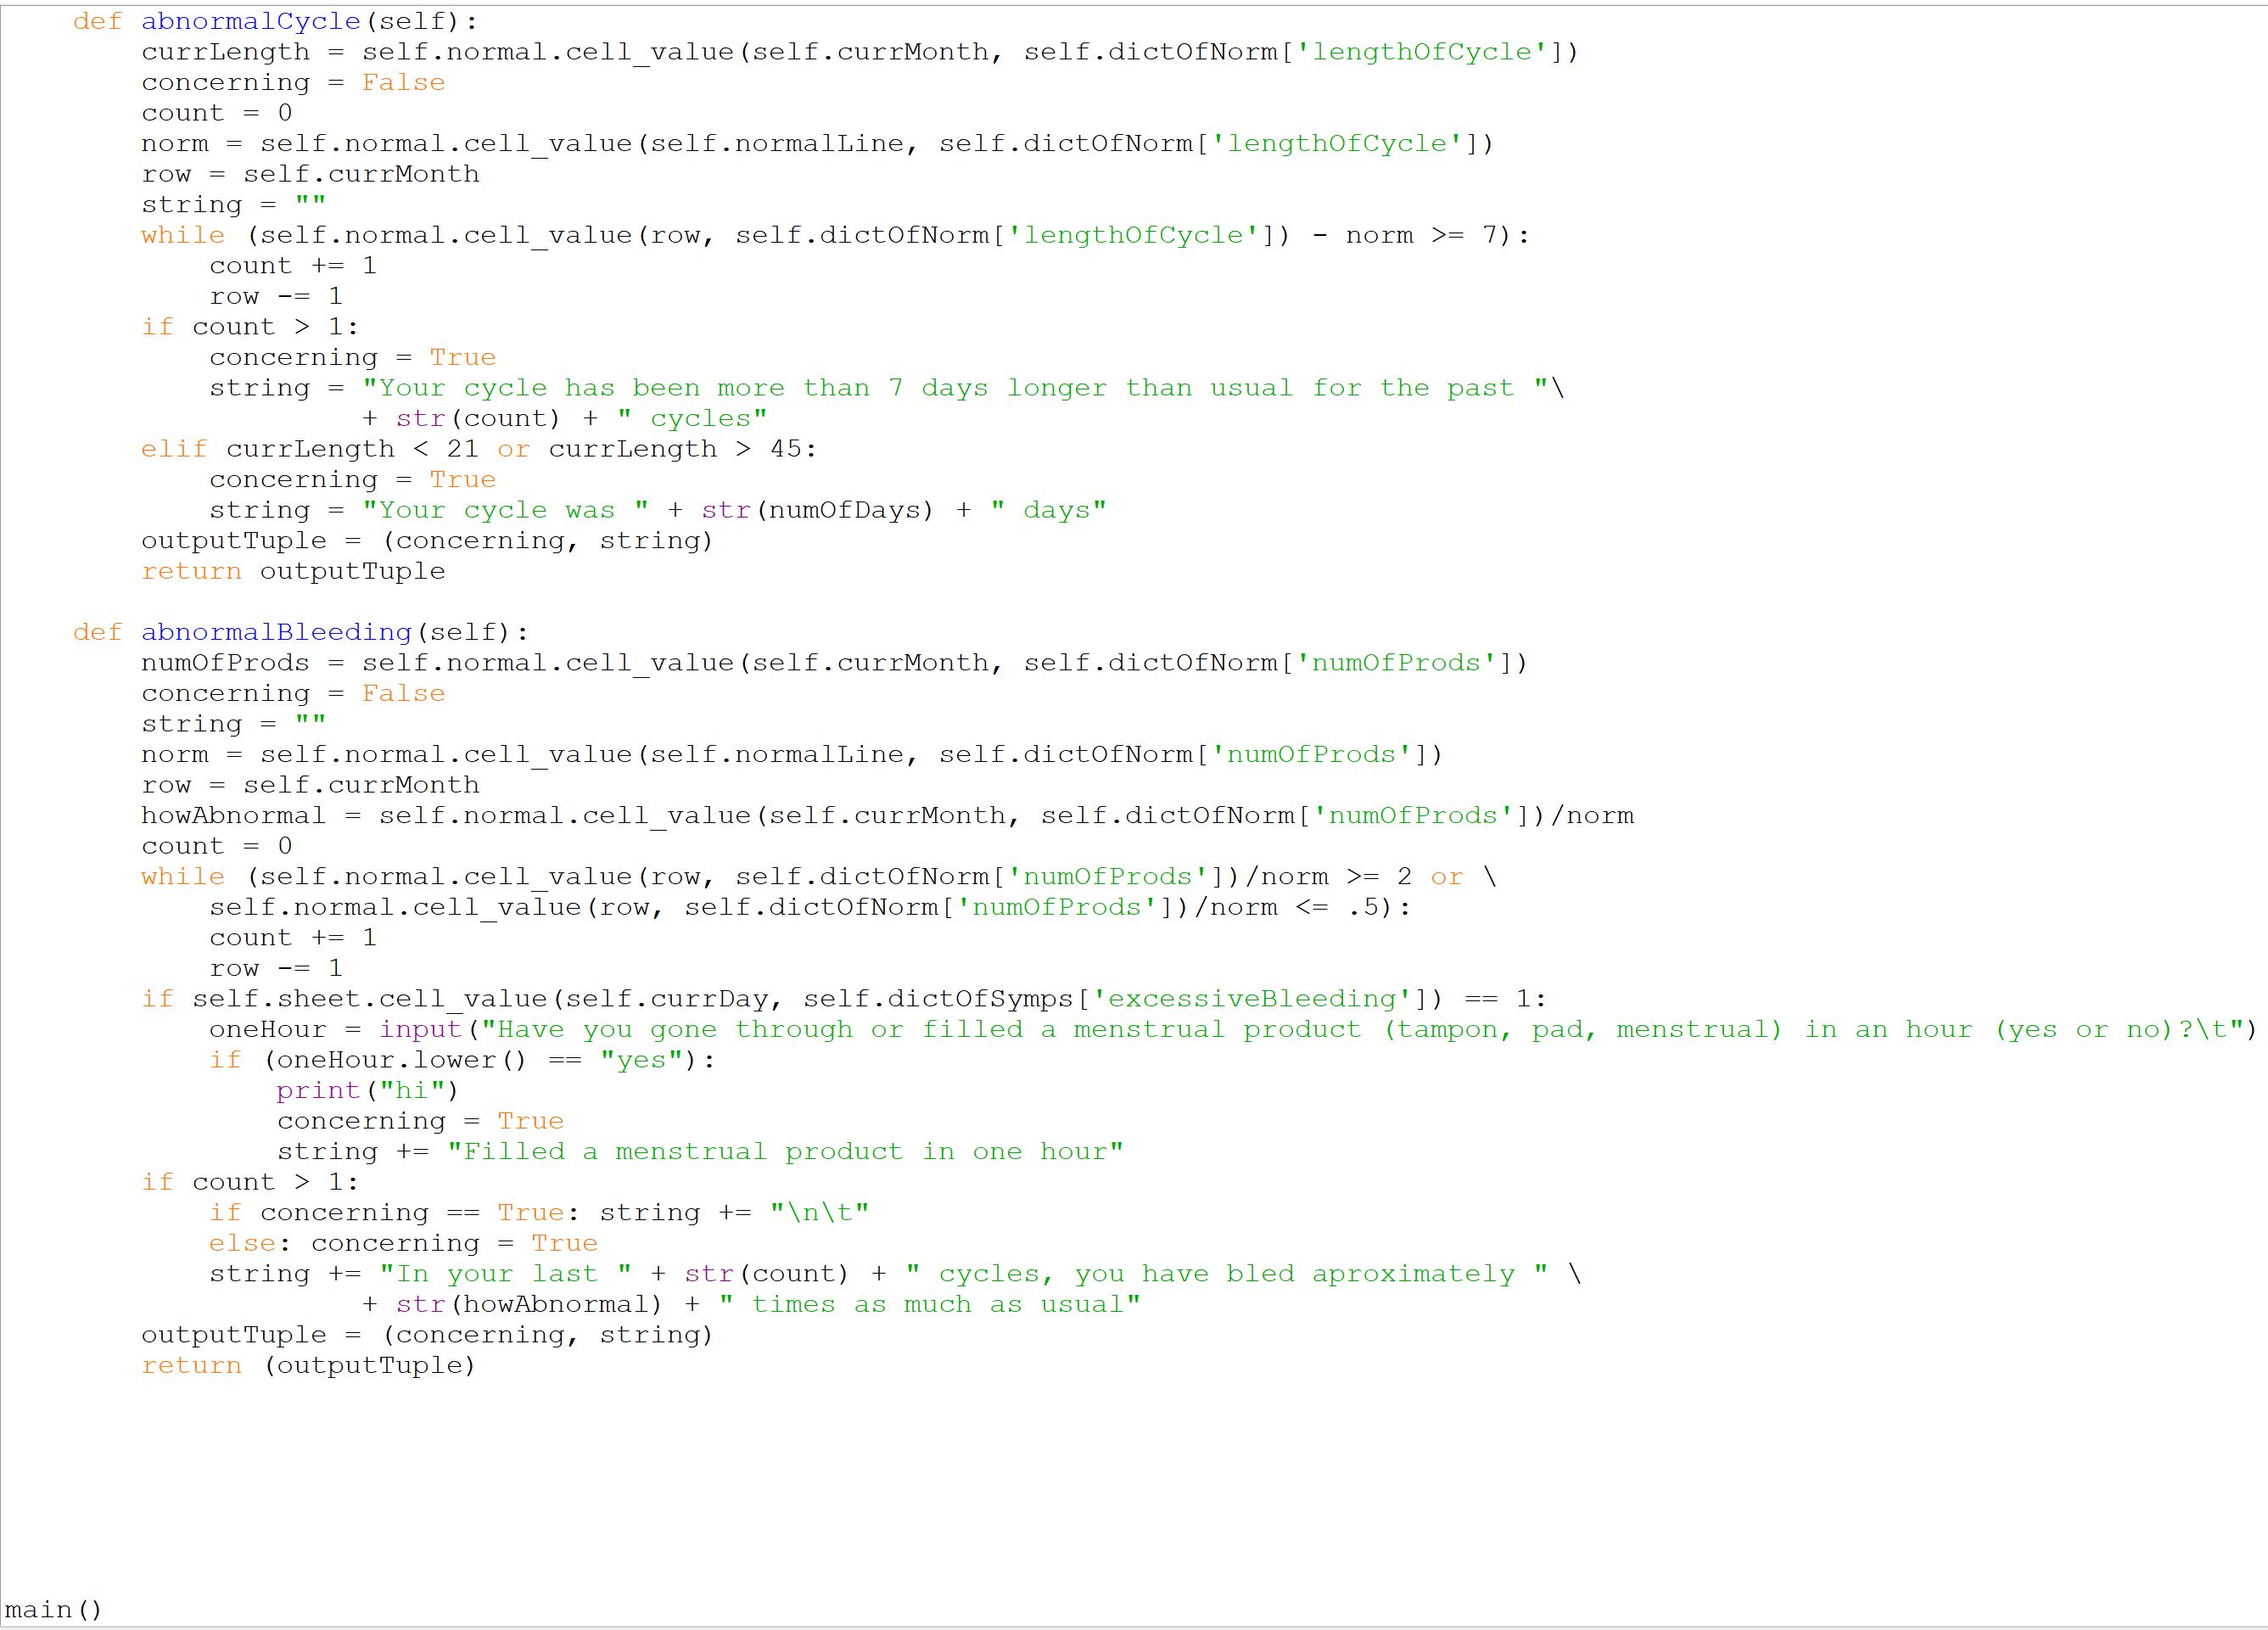 def abnormalCycle(self):
currLength = self.normal.cell_value(self.currMonth, self.dictOfNorm['lengthOfCycle'])
concerning = False
count = 0
norm = self.normal.cell_value(self.normalLine, self.dictOfNorm['lengthOfCycle'])
row = self.currMonth
string = ""
while (self.normal.cell_value(row, self.dictOfNorm['lengthOfCycle']) - norm >= 7):
count += 1
row -= 1
if count > 1:
concerning = True
string = "Your cycle has been more than 7 days longer than usual for the past "\
+ str(count) + " cycles"
elif currLength < 21 or currLength > 45:
concerning = True
string = "Your cycle was " + str(numOfDays) + " days"
outputTuple = (concerning, string)
return outputTuple
def abnormalBleeding(self):
numOfProds = self.normal.cell_value(self.currMonth, self.dictOfNorm['numOfProds'])
concerning = False
string = ""
norm = self.normal.cell_value(self.normalLine, self.dictOfNorm['numOfProds'])
row = self.currMonth
howAbnormal = self.normal.cell_value(self.currMonth, self.dictOfNorm['numOfProds'])/norm
count = 0
while (self.normal.cell_value(row, self.dictOfNorm['numOfProds'])/norm >= 2 or \
self.normal.cell_value(row, self.dictOfNorm['numOfProds'])/norm <= .5):
count += 1
row -= 1
if self.sheet.cell_value(self.currDay, self.dictOfSymps['excessiveBleeding']) == 1:
oneHour = input("Have you gone through or filled a menstrual product (tampon, pad, menstrual) in an hour (yes or no)?\t")
if (oneHour.lower() == "yes"):
print("hi")
concerning = True
string += "Filled a menstrual product in one hour"
if count > 1:
if concerning == True: string += "\n\t"
else: concerning = True
string += "In your last " + str(count) + " cycles, you have bled aproximately " \
+ str(howAbnormal) + " times as much as usual"
outputTuple = (concerning, string)
return (outputTuple)
main()